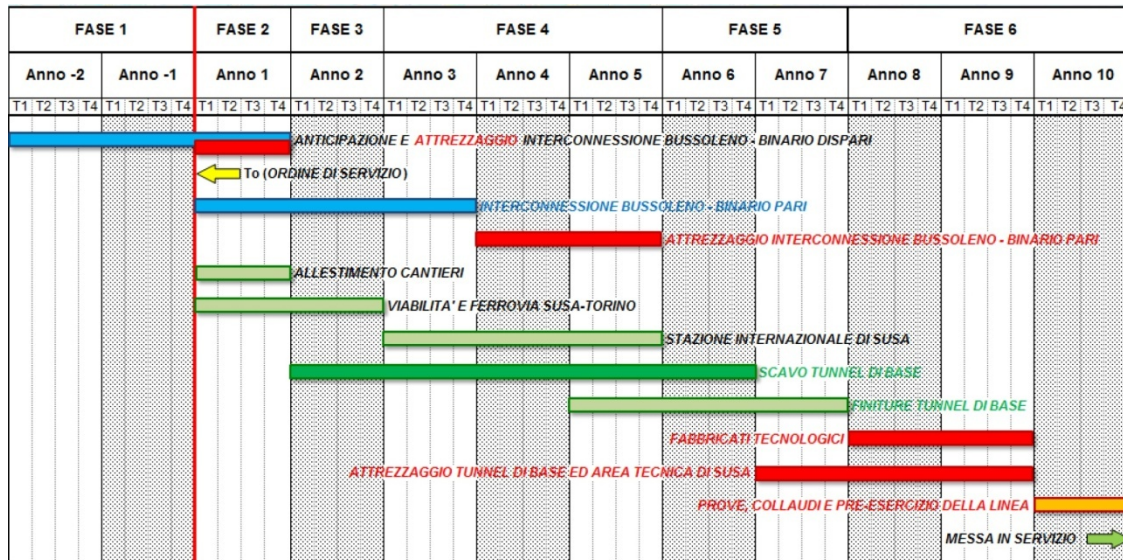 FASE 1 FASE 2 FASE 3 FASE 4 FASE 5 FASE 6
Anno -2 Anno -1 Anno 1 Anno 2 Anno 3 Anno 4 Anno 5 Anno 6 Anno 7 Anno 8 Anno 9 Anno 10
T1 T2 T3 T4 T1 T2 T3 T4 T1 T2 T3 T4 T1 T2 T3 T4 T1 T2 T3 T4 T1 T2 T3 T4 T1 T2 T3 T4 T1 T2 T3 T4 T1 T2 T3 T4 T1 T2 T3 T4 T1 T2 T3 T4 T1 T2 T3 T4
ANTICIPAZIONE E ATTREZZAGGIO INTERCONNESSIONE BUSSOLENO - BINARIO DISPARI
To (ORDINE DI SERVIZIO)
INTERCONNESSIONE BUSSOLENO - BINARIO PARI
ATTREZZAGGIO INTERCONNESSIONE BUSSOLENO - BINARIO PARI
ALLESTIMENTO CANTIERI
VIABILITA' E FERROVIA SUSA-TORINO
STAZIONE INTERNAZIONALE DI SUSA
SCAVO TUNNEL DI BASE
FINITURE TUNNEL DI BASE
FABBRICATI TECNOLOGICI
ATTREZZAGGIO TUNNEL DI BASE ED AREA TECNICA DI SUSA
PROVE, COLLAUDI E PRE-ESERCIZIO DELLA LINEA
MESSA IN SERVIZIO